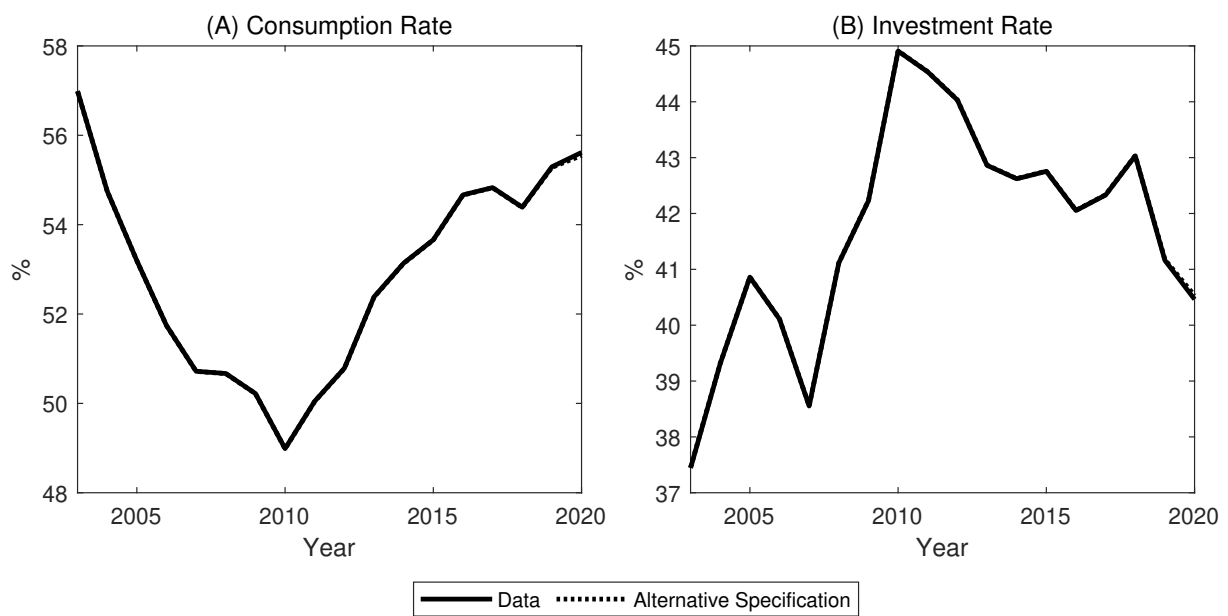 (A) Consumption Rate
58
56
54
52
50
48
%
2005 2010 2015 2020
Year
(B) Investment Rate
45
44
43
42
41
40
39
38
37
%
2005 2010 2015 2020
Year
Data Alternative Specification